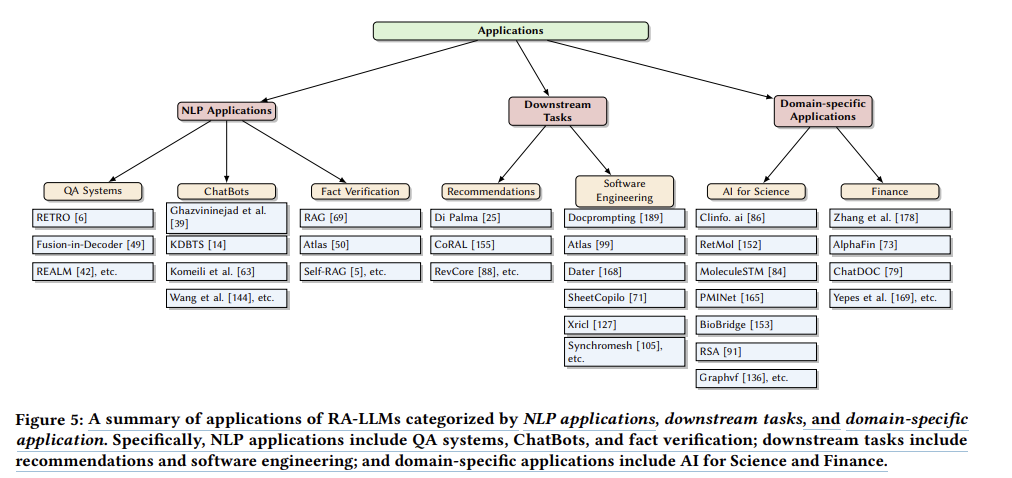 Applications
NLP Applications
Downstream
Tasks
Domain-specific
Applications
QA Systems
ChatBots
Fact Verification
Recommendations
Software
Engineering
AI for Science
Finance
RETRO [6]
Fusion-in-Decoder [49]
REALM [42], etc.
Ghazvininejad et al.
[39]
KDBTS [14]
Komeili et al. [63]
Wang et al. [144], etc.
RAG [69]
Atlas [50]
Self-RAG [5], etc.
Di Palma [25]
CoRAL [155]
RevCore [88], etc.
Docprompting [189]
Atlas [99]
Dater [168]
SheetCopilo [71]
Xricl [127]
Synchromesh [105],
etc.
Clinfo. ai [86]
RetMol [152]
MoleculeSTM [84]
PMINet [165]
BioBridge [153]
RSA [91]
Graphvf [136], etc.
Zhang et al. [178]
AlphaFin [73]
ChatDOC [79]
Yepes et al. [169], etc.
Figure 5: A summary of applications of RA-LLMs categorized by NLP applications, downstream tasks, and domain-specific
application. Specifically, NLP applications include QA systems, ChatBots, and fact verification; downstream tasks include
recommendations and software engineering; and domain-specific applications include AI for Science and Finance.